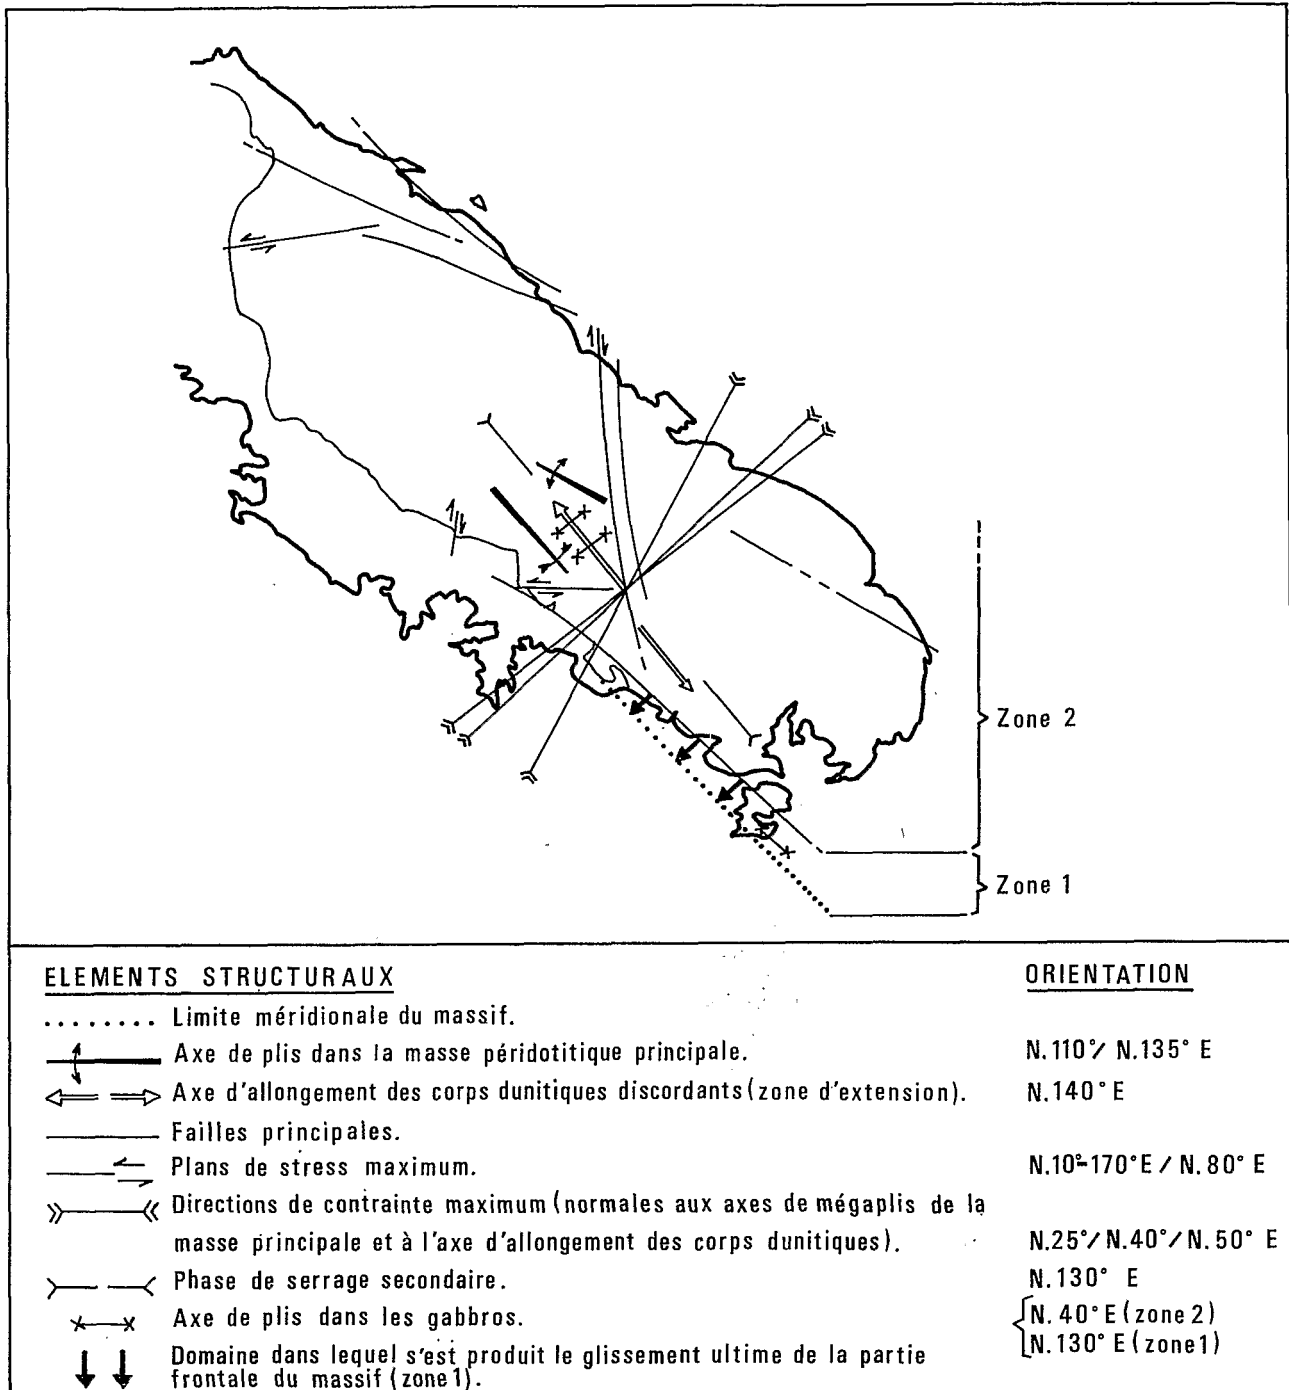 Zone 2
Zone 1
ELEMENTS STRUCTURAUX
ORIENTATION
Limite méridionale du massif.
Axe de plis dans la masse péridotitique principale.
N.110°/ N.135° E
Axe d'allongement des corps dunitiques discordants (zone d'extension).
N.140° E
Failles principales.
Plans de stress maximum.
N.10°-170°E / N. 80° E
Directions de contrainte maximum (normales aux axes de mégaplis de la
masse principale et à l'axe d'allongement des corps dunitiques).
N.25°/ N.40°/ N. 50° E
Phase de serrage secondaire.
N.130° E
Axe de plis dans les gabbros.
N. 40° E (zone 2)
N.130° E (zone1)
Domaine dans lequel s'est produit le glissement ultime de la partie
frontale du massif (zone 1).